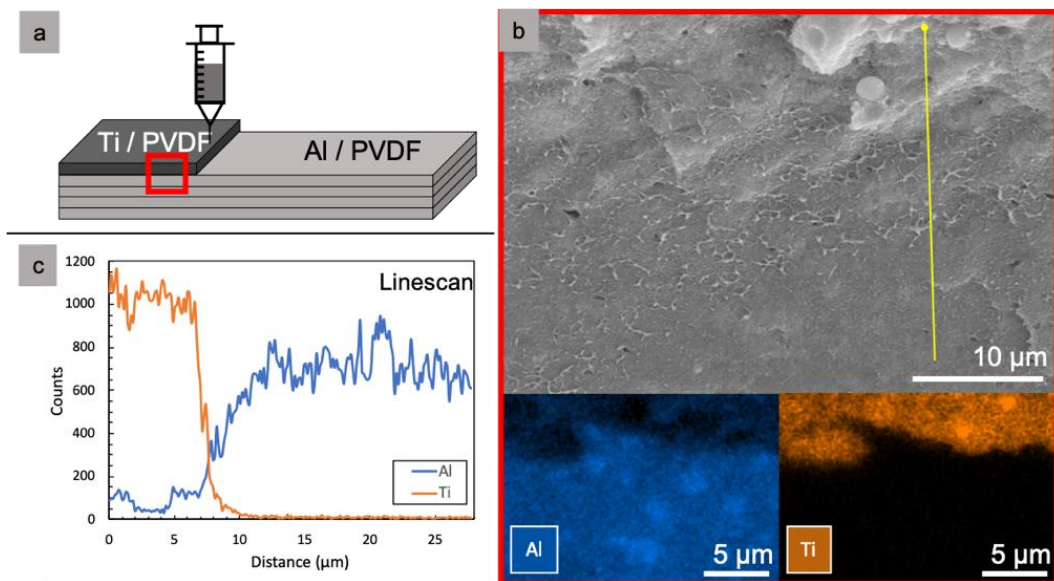 a
Ti / PVDF
Al / PVDF
b
10 μm
c
Linescan
1200
1000
800
600
400
200
0
Counts
Al
Ti
0
5
10
15
20
25
Distance (μm)
Al
5 μm
Ti
5 μm